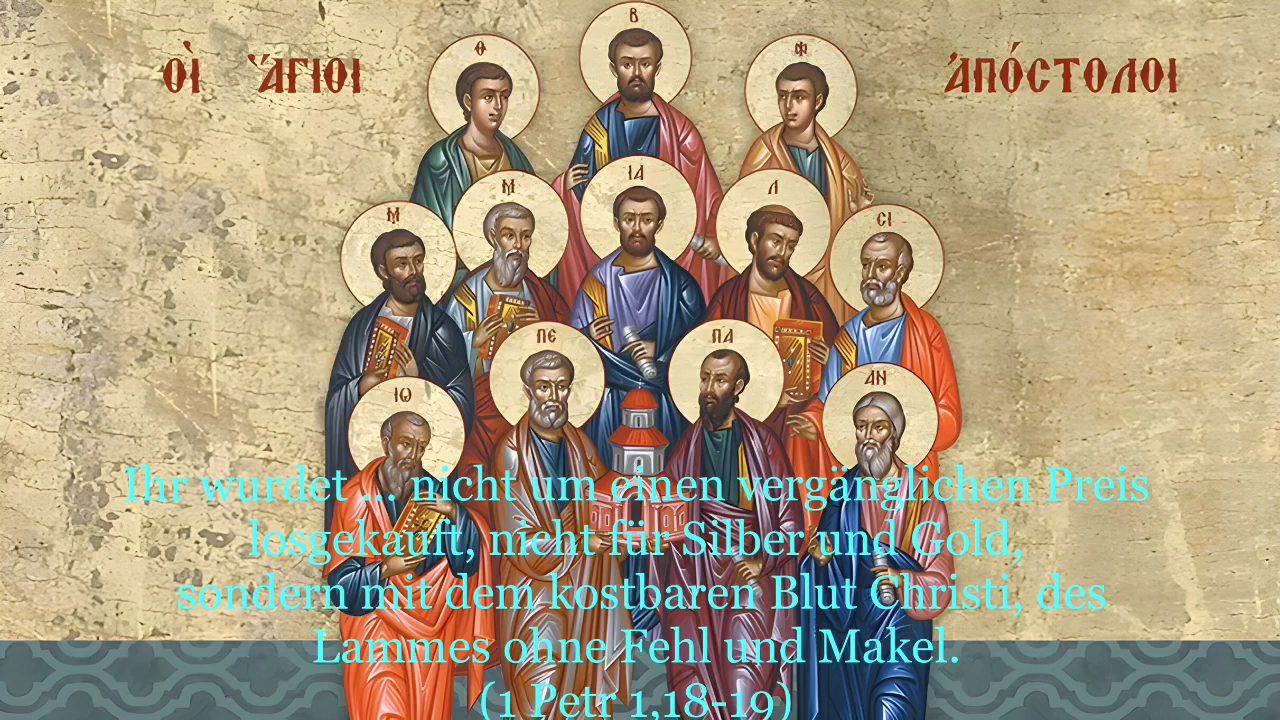 οἱ ἅγιοι ἀπόστολοι
Β
Θ Φ
Μ ΙΑ Λ
Μ СΙ
ΠΕ ΠΑ
ΙΩ ΑΝ
Ihr wurdet ... nicht um einen vergänglichen Preis
losgekauft, nicht für Silber und Gold,
sondern mit dem kostbaren Blut Christi, des
Lammes ohne Fehl und Makel.
(1 Petr 1,18-19)